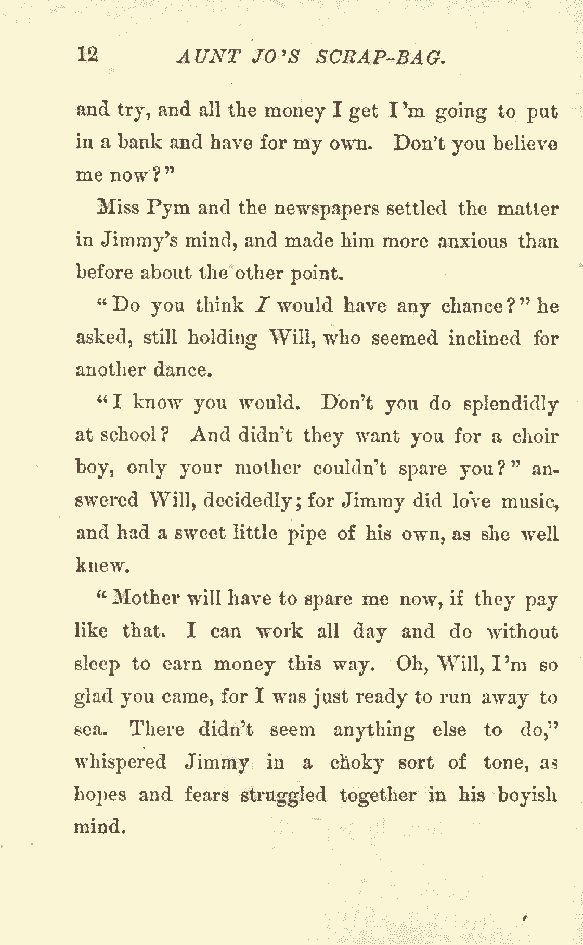 12 AUNT JO'S SCRAP-BAG.
and try, and all the money I get I'm going to put
in a bank and have for my own. Don't you believe
me now?"
Miss Pym and the newspapers settled the matter
in Jimmy's mind, and made him more anxious than
before about the other point.
"Do you think I would have any chance?" he
asked, still holding Will, who seemed inclined for
another dance.
"I know you would. Don't you do splendidly
at school? And didn't they want you for a choir
boy, only your mother couldn't spare you?" an-
swered Will, decidedly; for Jimmy did love music,
and had a sweet little pipe of his own, as she well
knew.
"Mother will have to spare me now, if they pay
like that. I can work all day and do without
sleep to earn money this way. Oh, Will, I'm so
glad you came, for I was just ready to run away to
sea. There didn't seem anything else to do,"
whispered Jimmy in a choky sort of tone, as
hopes and fears struggled together in his boyish
mind.